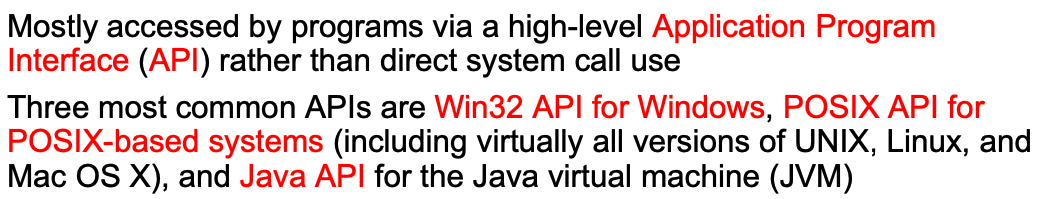 Mostly accessed by programs via a high-level Application Program
Interface (API) rather than direct system call use
Three most common APIs are Win32 API for Windows, POSIX API for
POSIX-based systems (including virtually all versions of UNIX, Linux, and
Mac OS X), and Java API for the Java virtual machine (JVM)